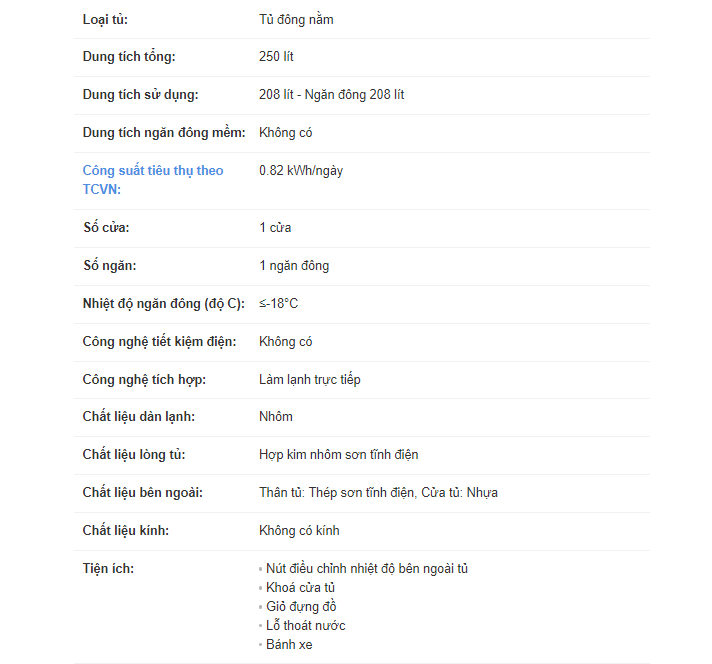 Loại tủ: Tủ đông nằm
Dung tích tổng: 250 lít
Dung tích sử dụng: 208 lít - Ngăn đông 208 lít
Dung tích ngăn đông mềm: Không có
Công suất tiêu thụ theo 0.82 kWh/ngày
TCVN:
Số cửa: 1 cửa
Số ngăn: 1 ngăn đông
Nhiệt độ ngăn đông (độ C): ≤-18°C
Công nghệ tiết kiệm điện: Không có
Công nghệ tích hợp: Làm lạnh trực tiếp
Chất liệu dàn lạnh: Nhôm
Chất liệu lòng tủ: Hợp kim nhôm sơn tĩnh điện
Chất liệu bên ngoài: Thân tủ: Thép sơn tĩnh điện, Cửa tủ: Nhựa
Chất liệu kính: Không có kính
Tiện ích: • Nút điều chỉnh nhiệt độ bên ngoài tủ
• Khoá cửa tủ
• Giỏ đựng đồ
• Lỗ thoát nước
• Bánh xe